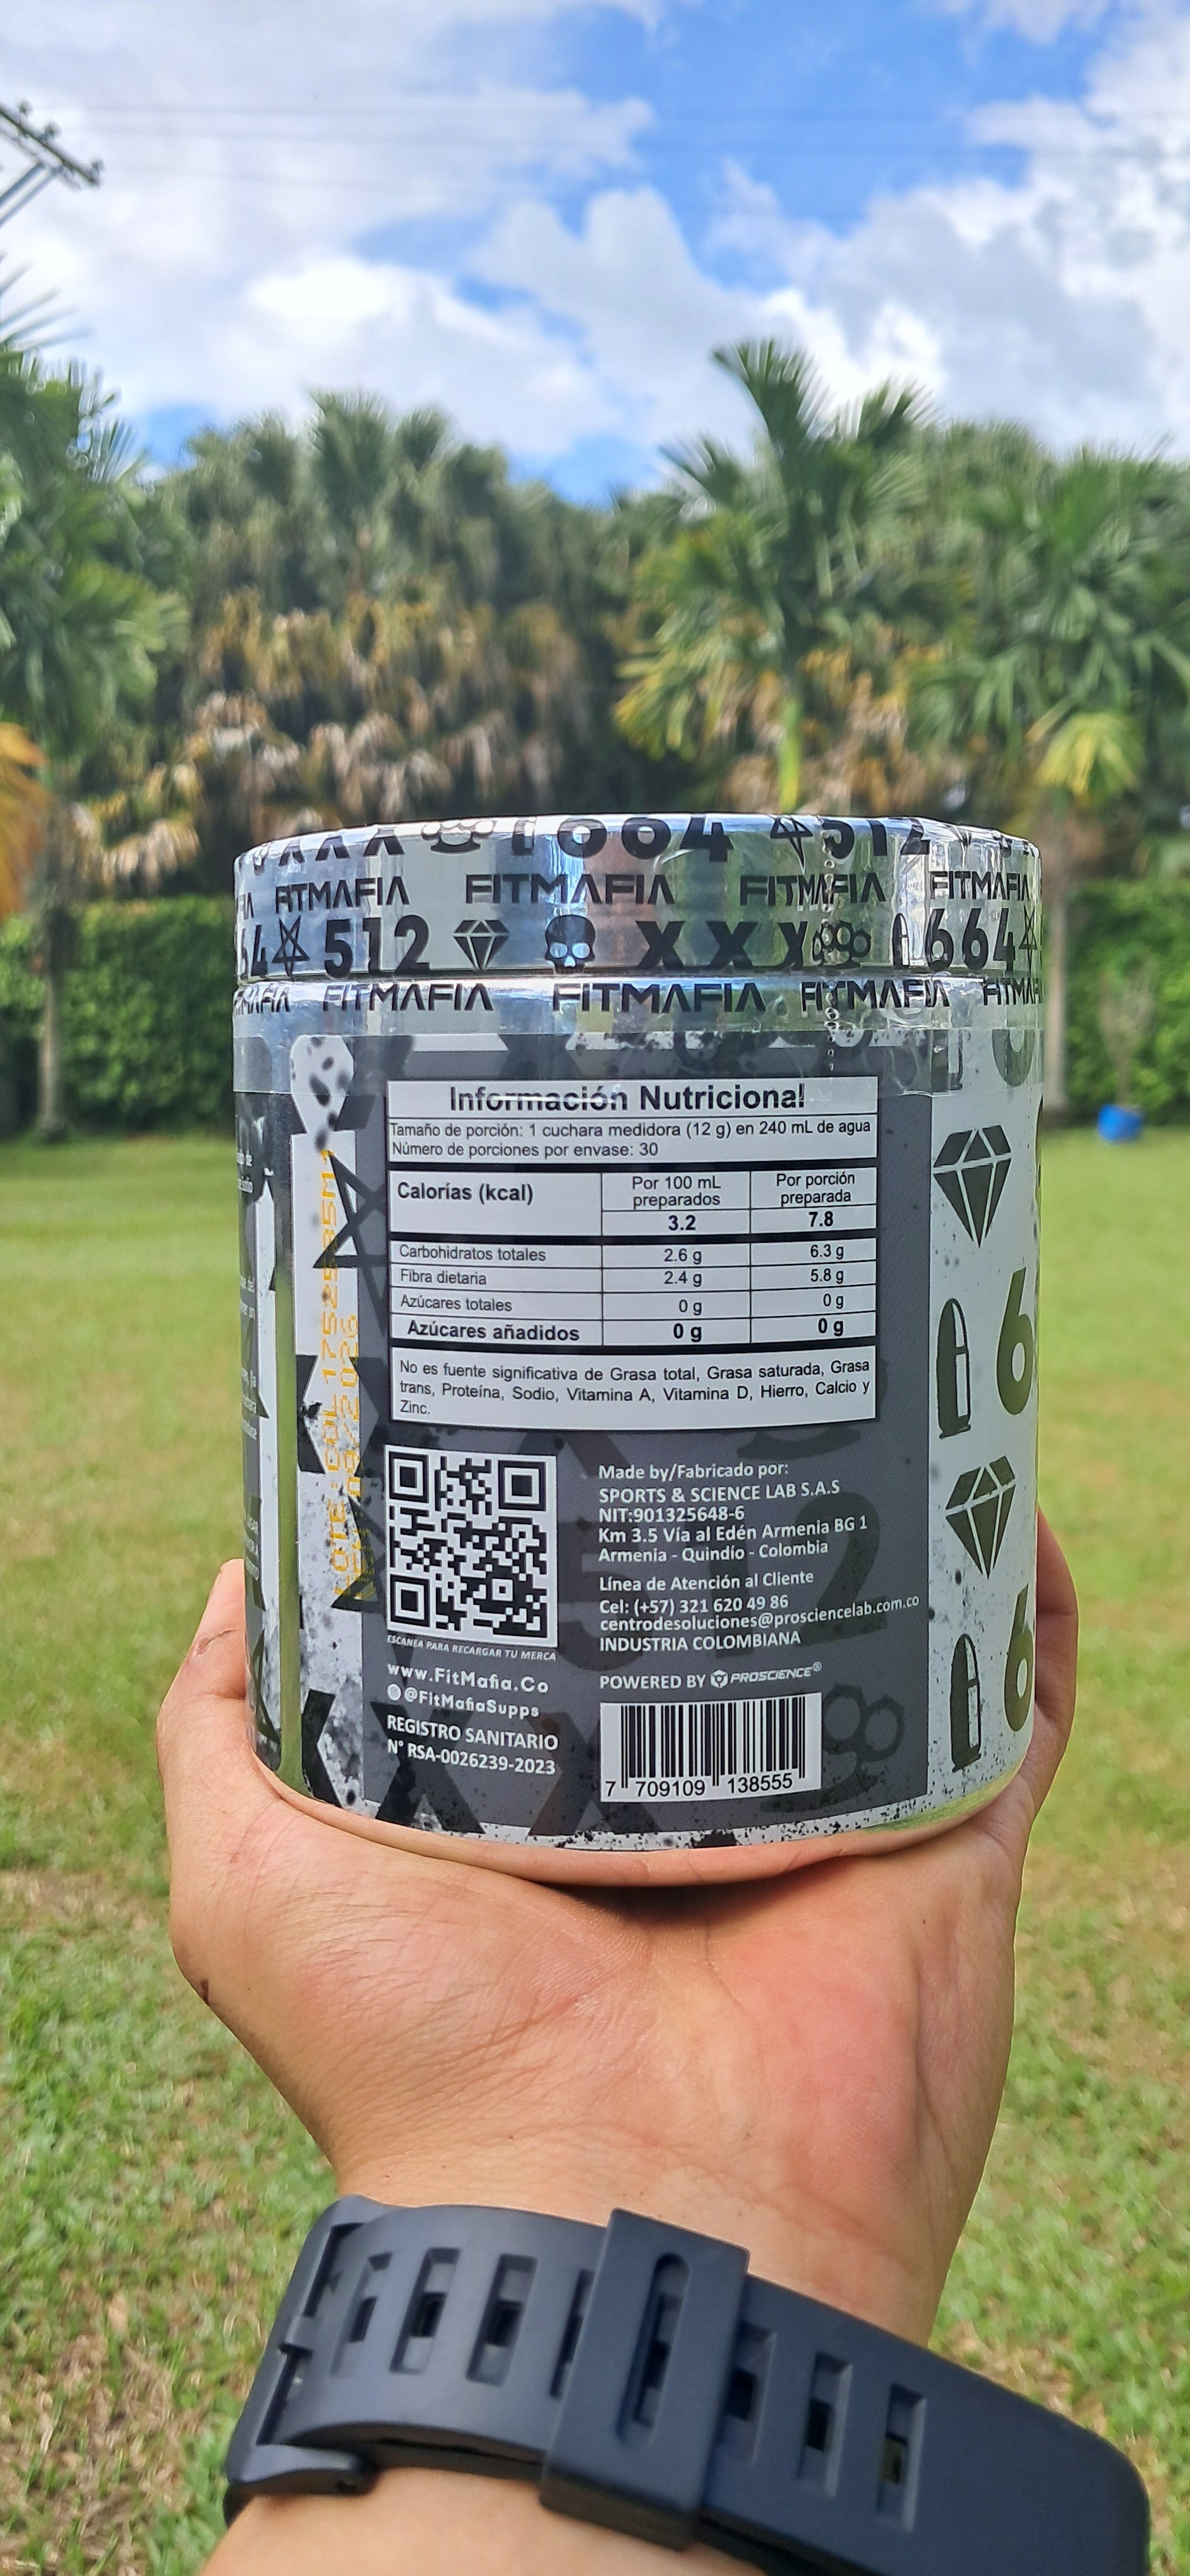 1664 512
FITMAFIA FITMAFIA FITMAFIA FITMAFIA
64 512 X X X 664
FITMAFIA FITMAFIA FITMAFIA FITMAFIA
Información Nutricional
Tamaño de porción: 1 cuchara medidora (12 g) en 240 mL de agua
Número de porciones por envase: 30
Calorías (kcal)
Por 100 mL preparados
Por porción preparada
3.2 7.8
Carbohidratos totales 2.6 g 6.3 g
Fibra dietaria 2.4 g 5.8 g
Azúcares totales 0 g 0 g
Azúcares añadidos 0 g 0 g
No es fuente significativa de Grasa total, Grasa saturada, Grasa
trans, Proteína, Sodio, Vitamina A, Vitamina D, Hierro, Calcio y
Zinc.
ESCANEA PARA RECARGAR TU MERCA
www.FitMafia.Co
@FitMafiaSupps
REGISTRO SANITARIO
N° RSA-0026239-2023
Made by/Fabricado por:
SPORTS & SCIENCE LAB S.A.S
NIT:901325648-6
Km 3.5 Vía al Edén Armenia BG 1
Armenia - Quindío - Colombia
Línea de Atención al Cliente
Cel: (+57) 321 620 49 86
centrodesoluciones@prosciencelab.com.co
INDUSTRIA COLOMBIANA
POWERED BY PROSCIENCE®
7 709109 138555